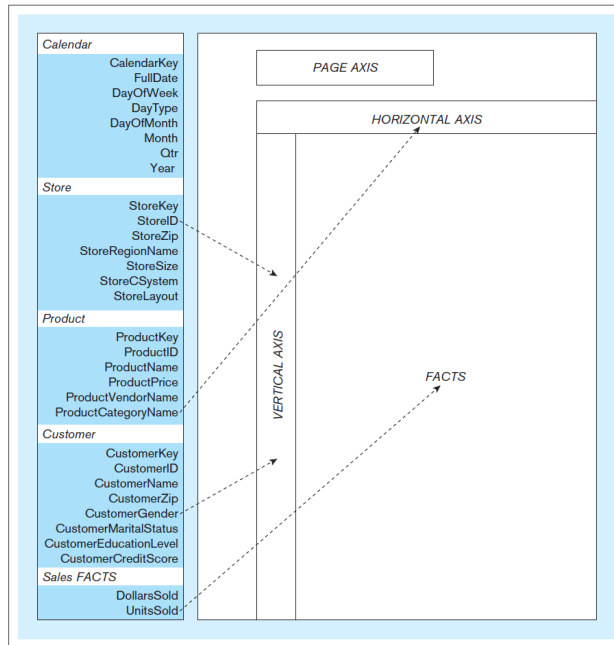 Calendar
CalendarKey
FullDate
DayOfWeek
DayType
DayOfMonth
Month
Qtr
Year
Store
StoreKey
StoreID
StoreZip
StoreRegionName
StoreSize
StoreCSystem
StoreLayout
Product
ProductKey
ProductID
ProductName
ProductPrice
ProductVendorName
ProductCategoryName
Customer
CustomerKey
CustomerID
CustomerName
CustomerZip
CustomerGender
CustomerMaritalStatus
CustomerEducationLevel
CustomerCreditScore
Sales FACTS
DollarsSold
UnitsSold
PAGE AXIS
HORIZONTAL AXIS
VERTICAL AXIS
FACTS